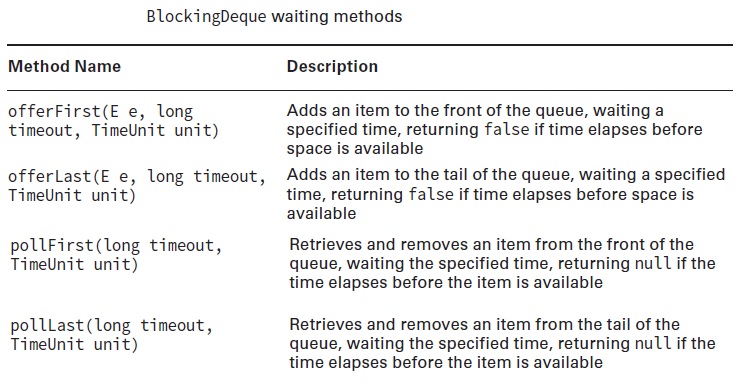 BlockingDeque waiting methods
Method Name Description
offerFirst(E e, long Adds an item to the front of the queue, waiting a
timeout, TimeUnit unit) specified time, returning false if time elapses before
space is available
offerLast(E e, long timeout, Adds an item to the tail of the queue, waiting a specified
TimeUnit unit) time, returning false if time elapses before space is
available
pollFirst(long timeout, Retrieves and removes an item from the front of the
TimeUnit unit) queue, waiting the specified time, returning null if the
time elapses before the item is available
pollLast(long timeout, Retrieves and removes an item from the tail of the
TimeUnit unit) queue, waiting the specified time, returning null if the
time elapses before the item is available